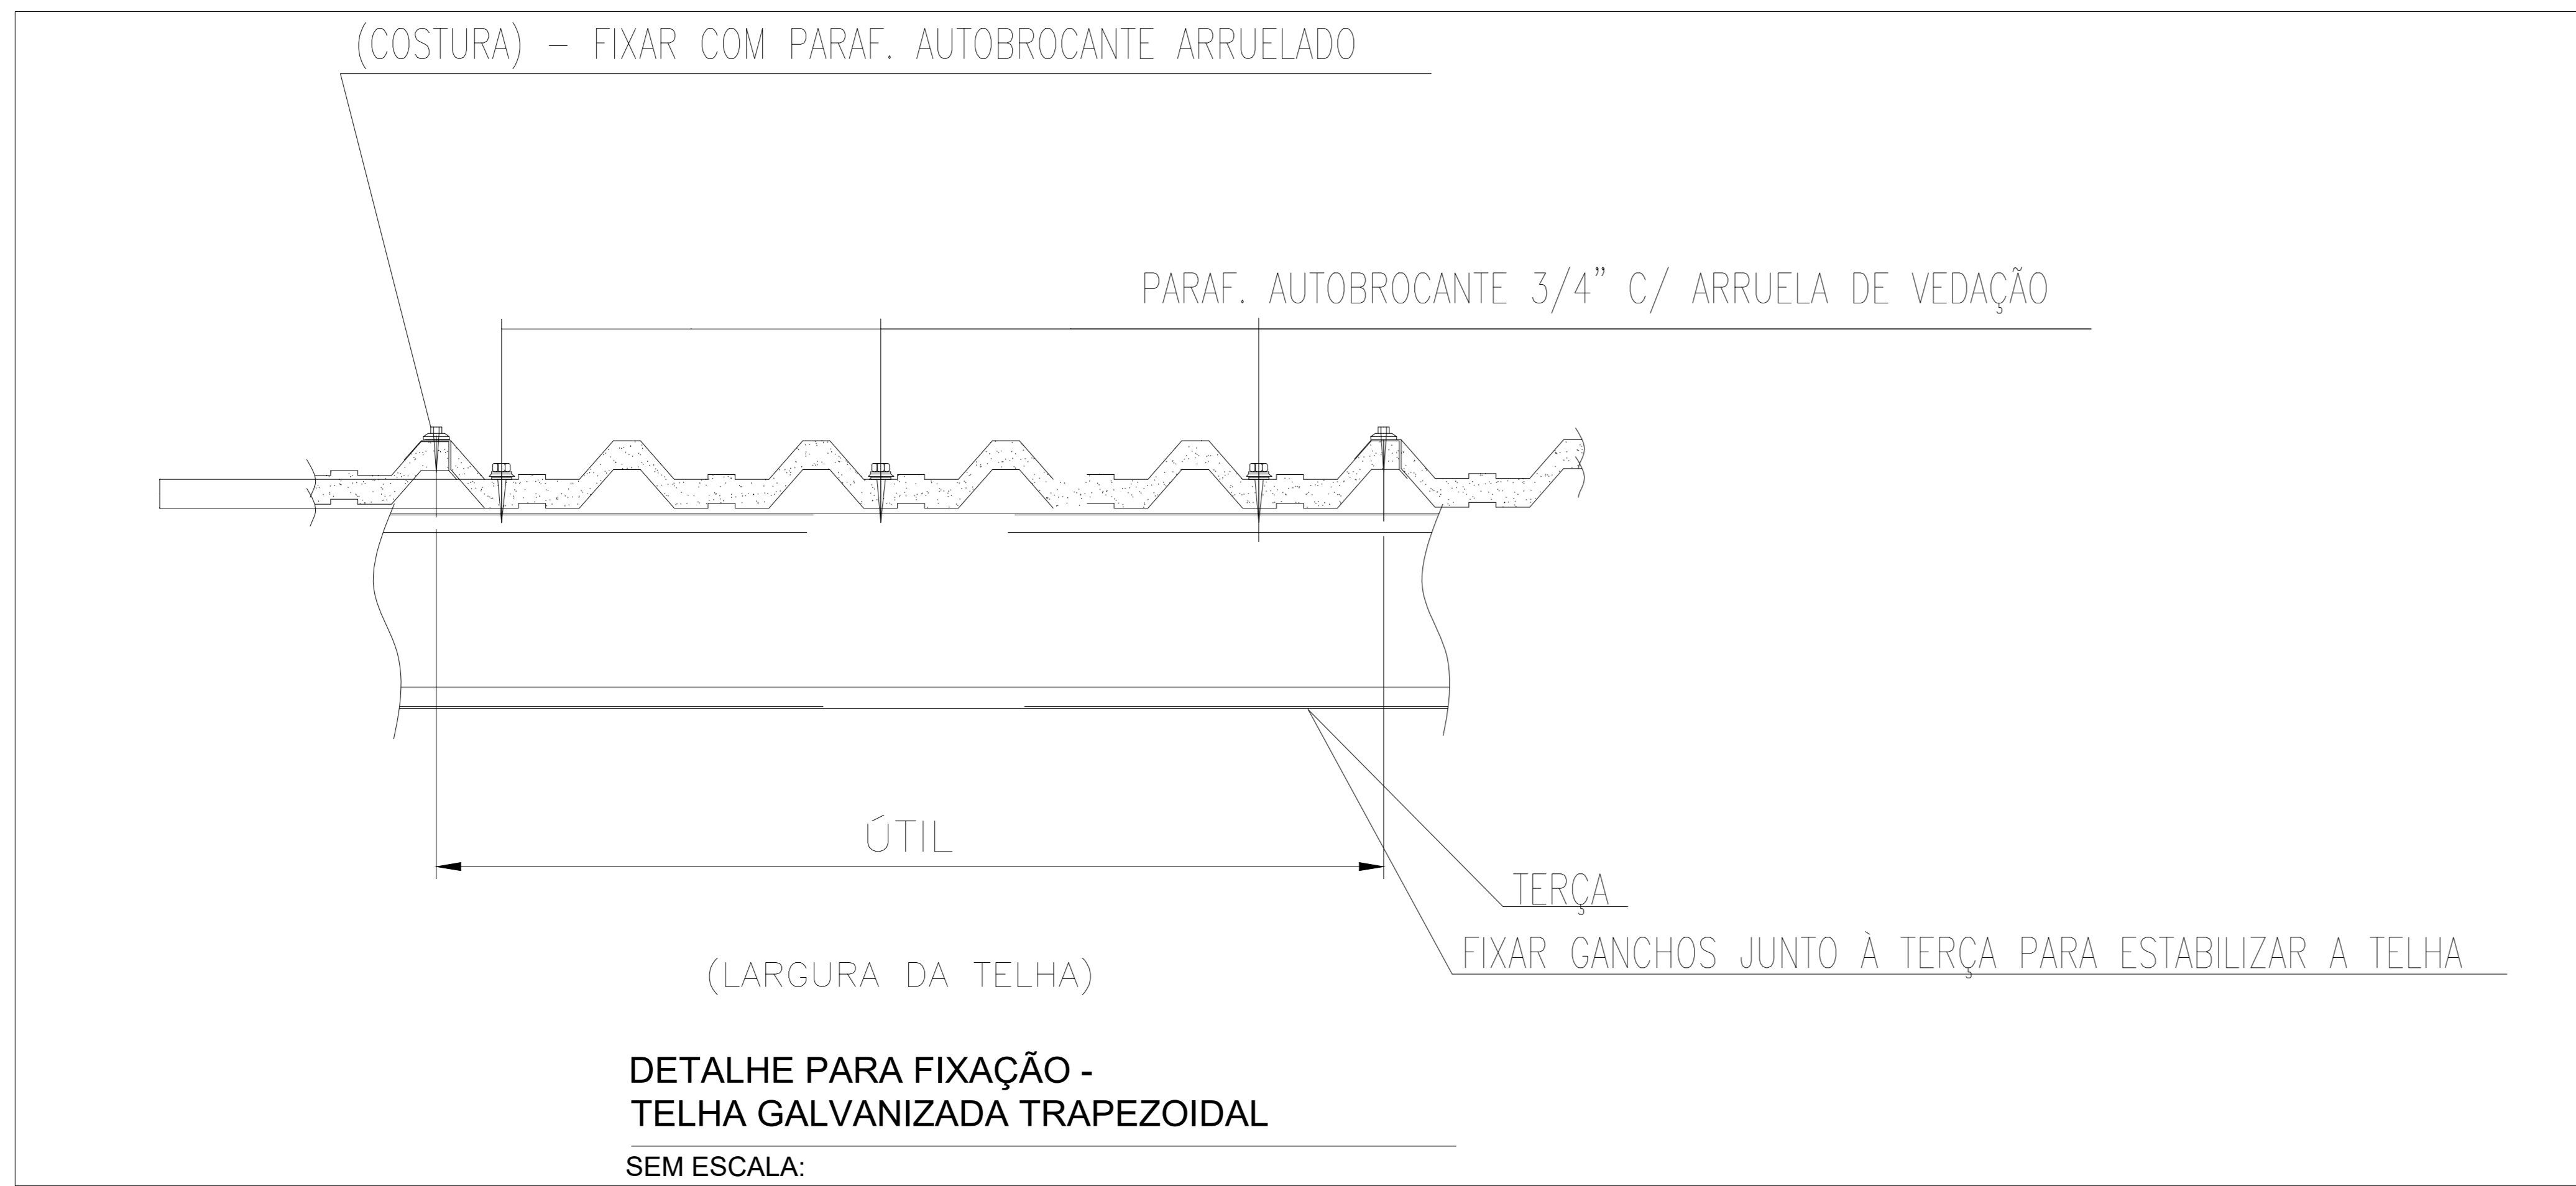 (COSTURA) – FIXAR COM PARAF. AUTOBROCANTE ARRUELADO
PARAF. AUTOBROCANTE 3/4" C/ ARRUELA DE VEDAÇÃO
ÚTIL
TERÇA
FIXAR GANCHOS JUNTO À TERÇA PARA ESTABILIZAR A TELHA
(LARGURA DA TELHA)
DETALHE PARA FIXAÇÃO -
TELHA GALVANIZADA TRAPEZOIDAL
SEM ESCALA: